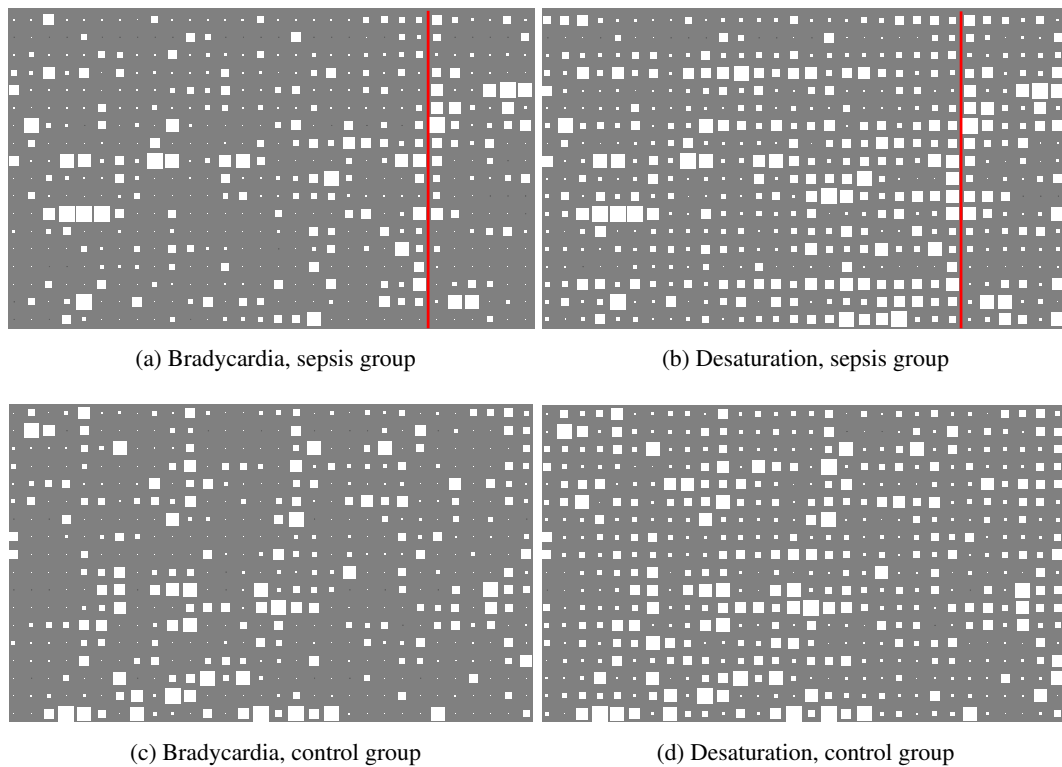 (a) Bradycardia, sepsis group
(b) Desaturation, sepsis group
(c) Bradycardia, control group
(d) Desaturation, control group